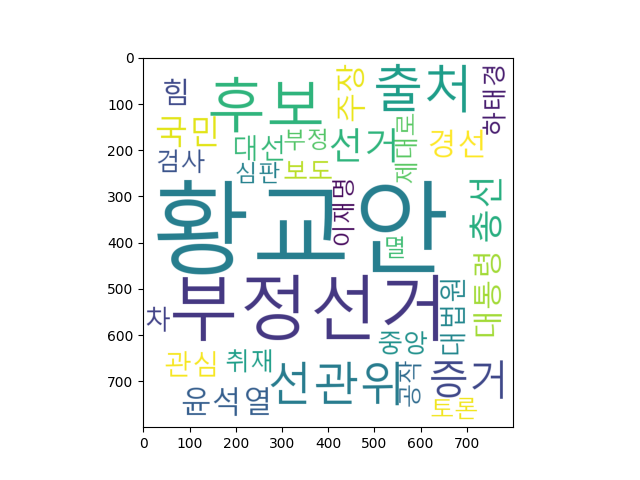 0
100
200
300
400
500
600
700
힘
후보
주장
출처
하태경
국민
대선
부정
선거
제대로
경선
검사
심판
보도
황교안
이재명
멸
총선
부정선거
차
대법원
대통령
중앙
관심
취재
선관위
공작
증거
윤석열
토론
0 100 200 300 400 500 600 700